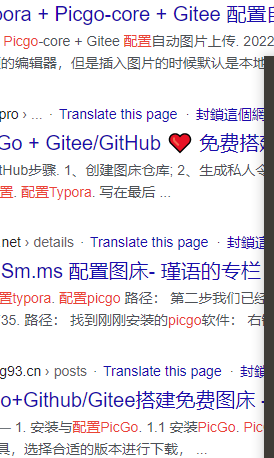 pora + Picgo-core + Gitee 配置自
Picgo-core + Gitee 配置自动图片上传. 2022
的编辑器，但是插入图片的时候默认是本地
pro › ... · Translate this page · 封鎖這個網
Go + Gitee/GitHub ❤️ 免费搭
tHub步骤. 1、创建图床仓库; 2、生成私人令
置. 配置Typora. 写在最后 ...
net › details · Translate this page · 封鎖這
Sm.ms 配置图床- 瑾语的专栏
置typora. 配置picgo 路径： 第二步我们已经
35. 路径： 找到刚刚安装的picgo软件： 右
g93.cn › posts · Translate this page · 封鎖
o+Github/Gitee搭建免费图床 -
— 1. 安装与配置PicGo. 1.1 安装PicGo. Pic
具，选择合适的版本进行下载， ...